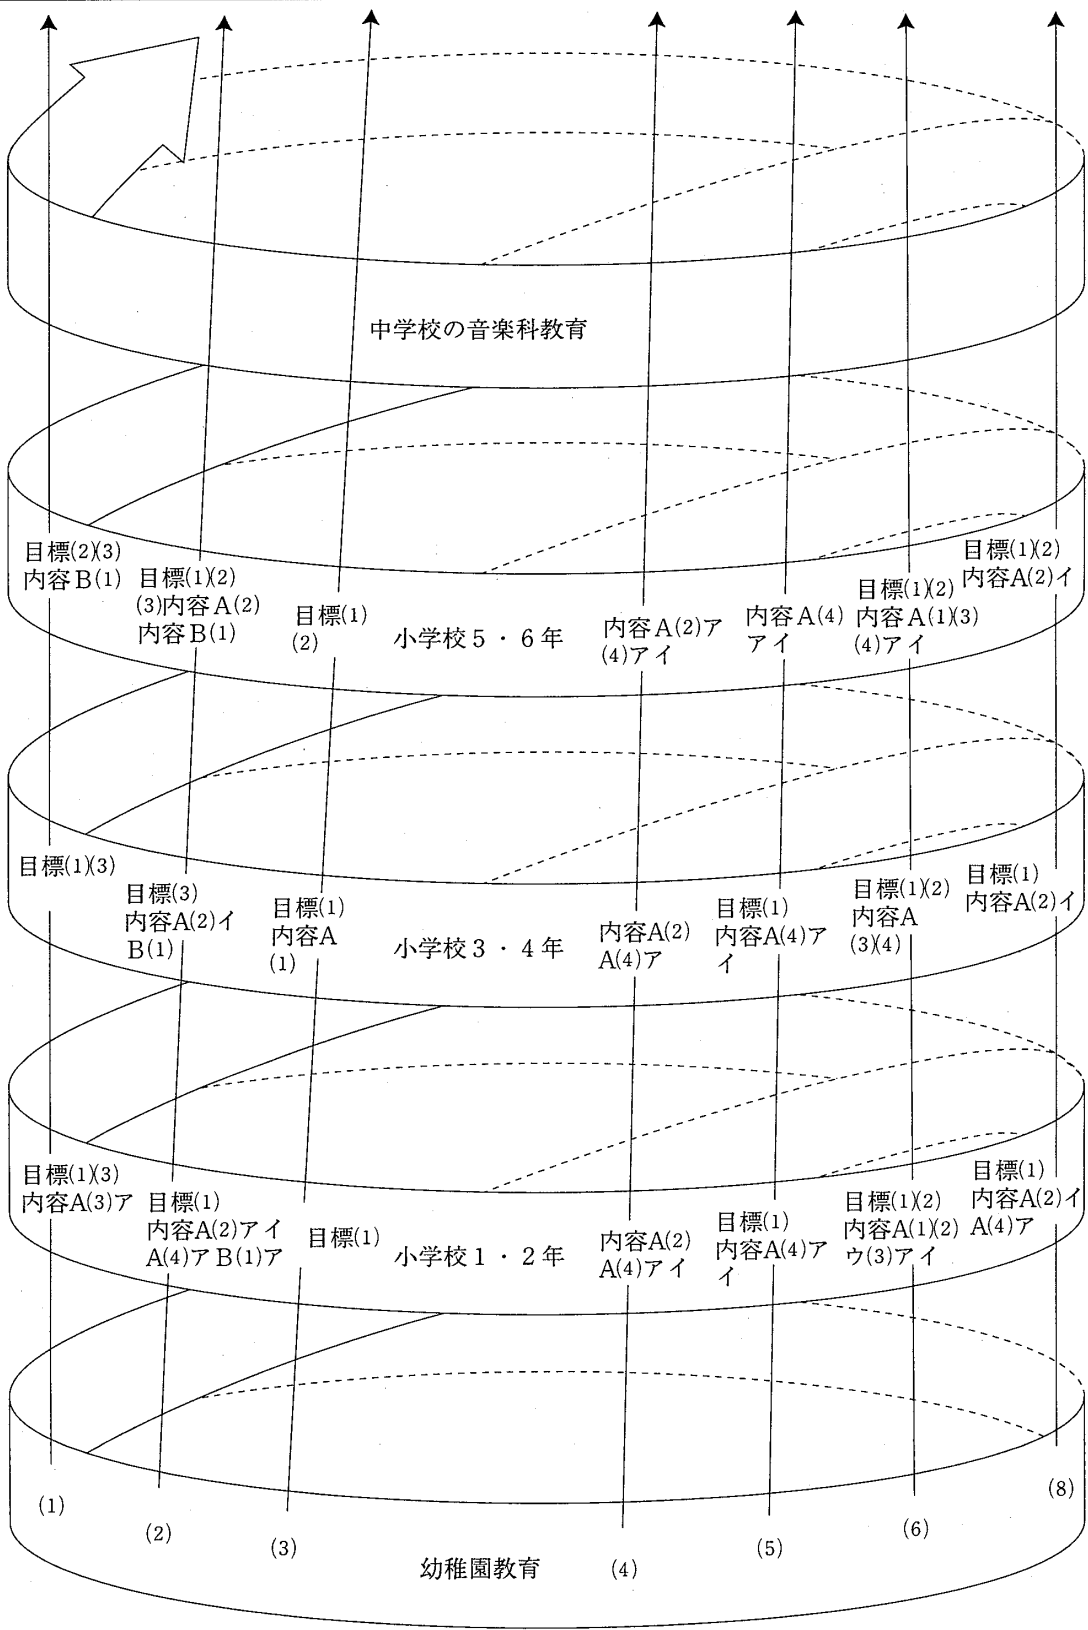 中学校の音楽科教育
目標(2)(3)
内容B(1)
目標(1)(2)
(3)内容A(2)
内容B(1)
目標(1)
(2)
小学校5・6年
内容A(2)ア
(4)アイ
内容A(4)
アイ
目標(1)(2)
内容A(1)(3)
(4)アイ
目標(1)(2)
内容A(2)イ
目標(1)(3)
目標(3)
内容A(2)イ
B(1)
目標(1)
内容A
(1)
小学校3・4年
内容A(2)
A(4)ア
目標(1)
内容A(4)ア
イ
目標(1)(2)
内容A
(3)(4)
目標(1)
内容A(2)イ
目標(1)(3)
内容A(3)ア
目標(1)
内容A(2)アイ
A(4)ア B(1)ア
目標(1)
小学校1・2年
内容A(2)
A(4)アイ
目標(1)
内容A(4)ア
イ
目標(1)(2)
内容A(1)(2)
ウ(3)アイ
目標(1)
内容A(2)イ
A(4)ア
(1)
(2)
(3)
幼稚園教育
(4)
(5)
(6)
(8)